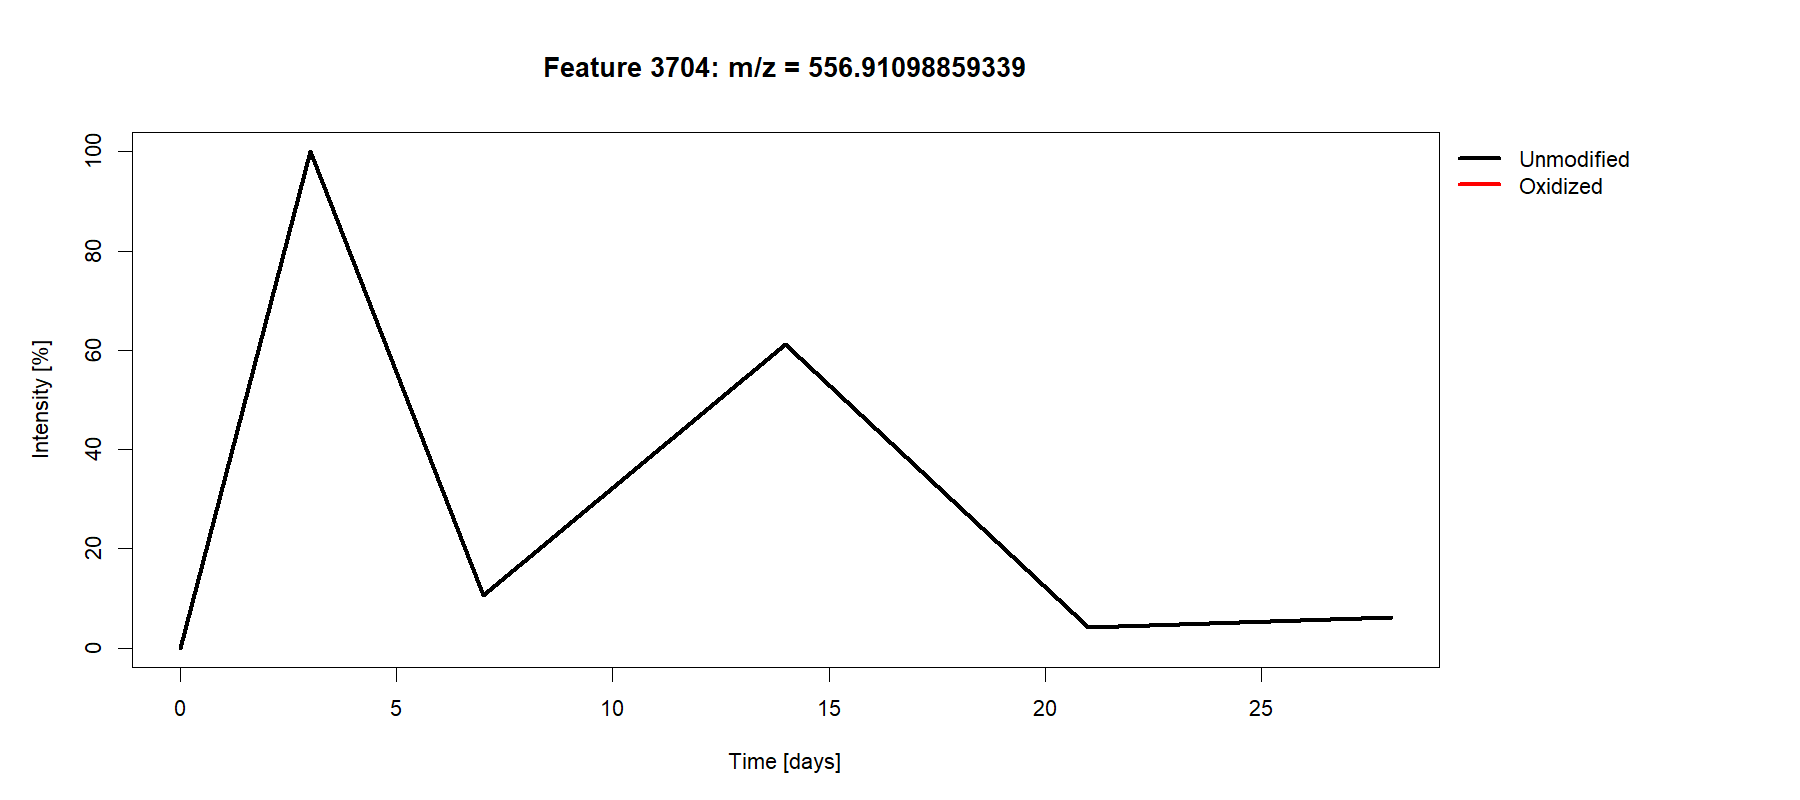 Feature 3704: m/z = 556.91098859339
Unmodified
Oxidized
Intensity [%]
100
80
60
40
20
0
0 5 10 15 20 25
Time [days]